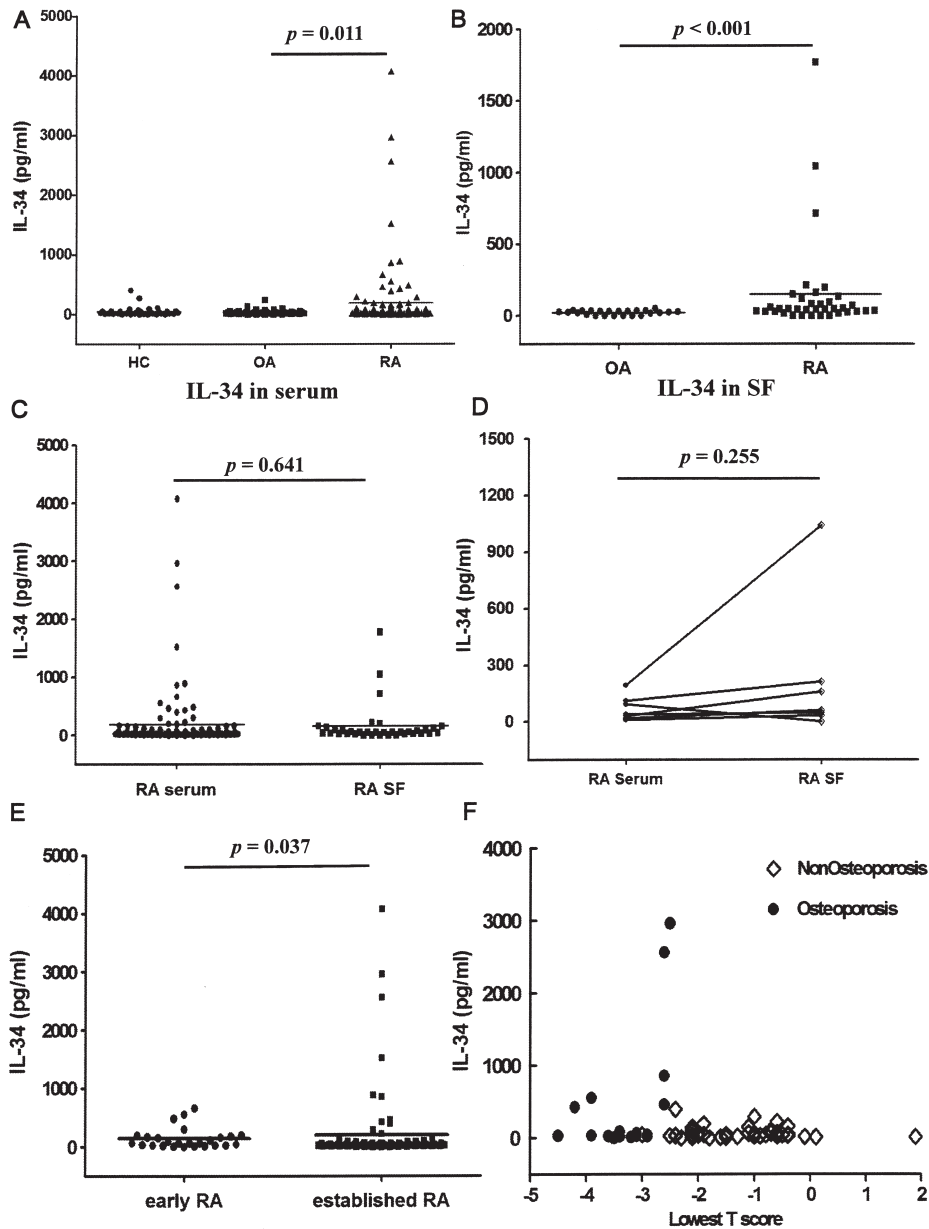 A
p = 0.011
5000
4000
3000
2000
1000
0
IL-34 (pg/ml)
HC
OA
RA
IL-34 in serum
B
p < 0.001
2000
1500
1000
500
0
IL-34 (pg/ml)
OA
RA
IL-34 in SF
C
p = 0.641
5000
4000
3000
2000
1000
0
IL-34 (pg/ml)
RA serum
RA SF
D
p = 0.255
1500
1200
900
600
300
0
IL-34 (pg/ml)
RA Serum
RA SF
E
p = 0.037
5000
4000
3000
2000
1000
0
IL-34 (pg/ml)
early RA
established RA
F
4000
3000
2000
1000
0
IL-34 (pg/ml)
NonOsteoporosis
Osteoporosis
-5
-4
-3
-2
-1
0
1
2
Lowest T score